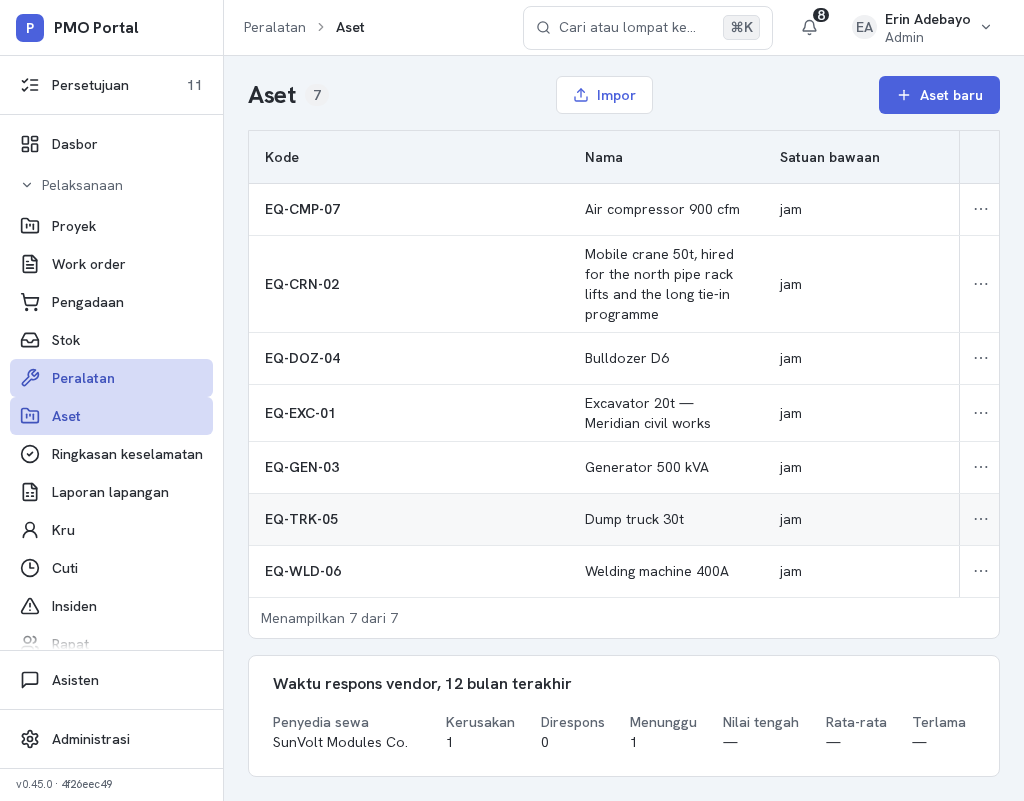 P PMO Portal
Peralatan > Aset
Cari atau lompat ke... ⌘K
8
EA Erin Adebayo
Admin
Persetujuan 11
Dasbor
Pelaksanaan
Proyek
Work order
Pengadaan
Stok
Peralatan
Aset
Ringkasan keselamatan
Laporan lapangan
Kru
Cuti
Insiden
Rapat
Asisten
Administrasi
v0.45.0 · 4f26eec49
Aset 7
Impor
+ Aset baru
Kode Nama Satuan bawaan
EQ-CMP-07 Air compressor 900 cfm jam ...
EQ-CRN-02 Mobile crane 50t, hired
for the north pipe rack
lifts and the long tie-in
programme jam ...
EQ-DOZ-04 Bulldozer D6 jam ...
EQ-EXC-01 Excavator 20t —
Meridian civil works jam ...
EQ-GEN-03 Generator 500 kVA jam ...
EQ-TRK-05 Dump truck 30t jam ...
EQ-WLD-06 Welding machine 400A jam ...
Menampilkan 7 dari 7
Waktu respons vendor, 12 bulan terakhir
Penyedia sewa Kerusakan Direspons Menunggu Nilai tengah Rata-rata Terlama
SunVolt Modules Co. 1 0 1 — — —